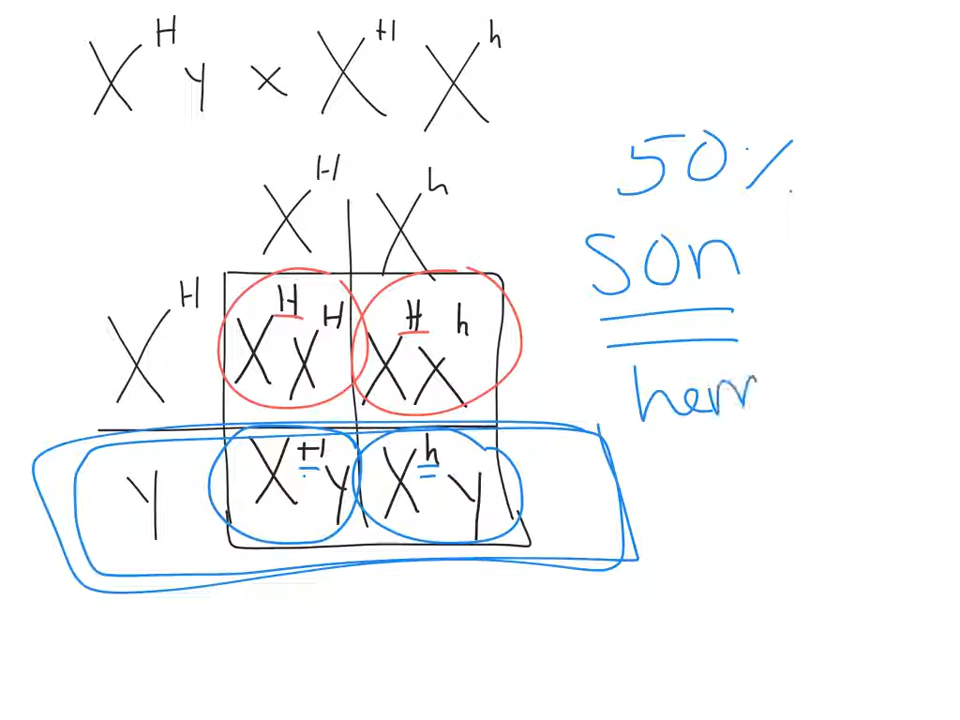 X^H Y x X^H X^h
X^H X^h
X^H X^H X^H X^H X^h
Y X^H Y X^h Y
50%
son
hem